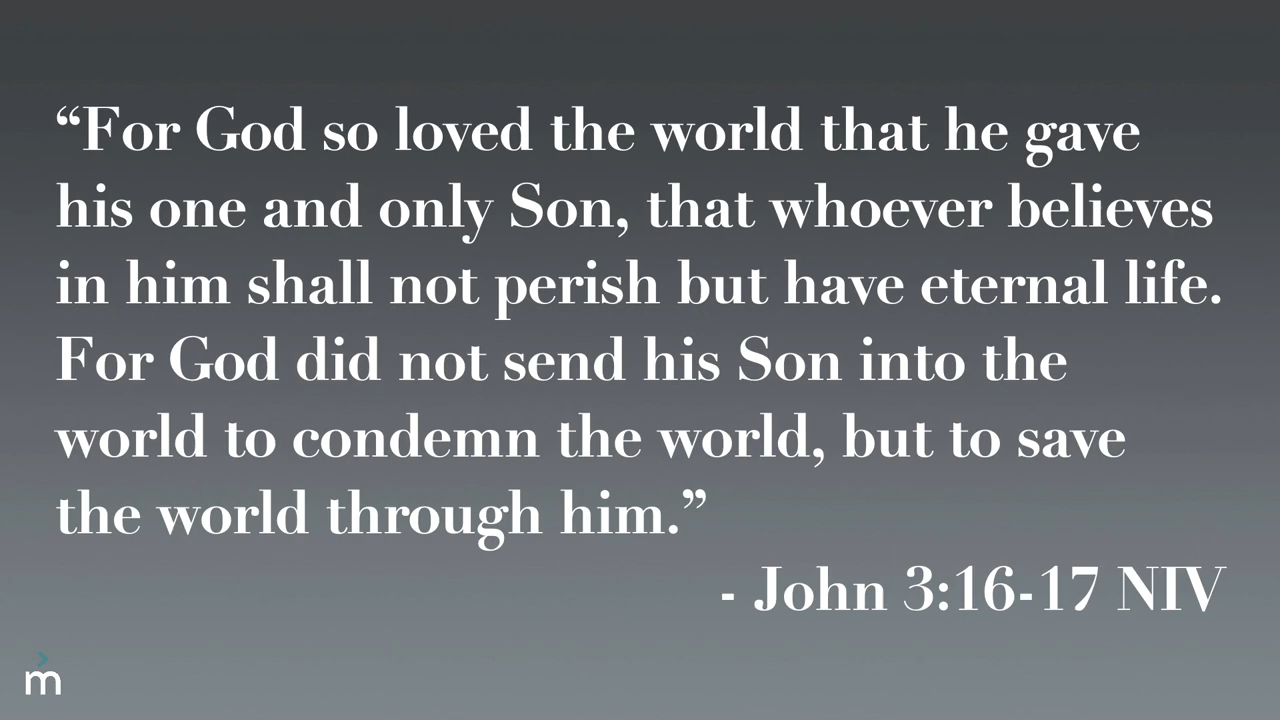 “For God so loved the world that he gave
his one and only Son, that whoever believes
in him shall not perish but have eternal life.
For God did not send his Son into the
world to condemn the world, but to save
the world through him.”
- John 3:16-17 NIV
m